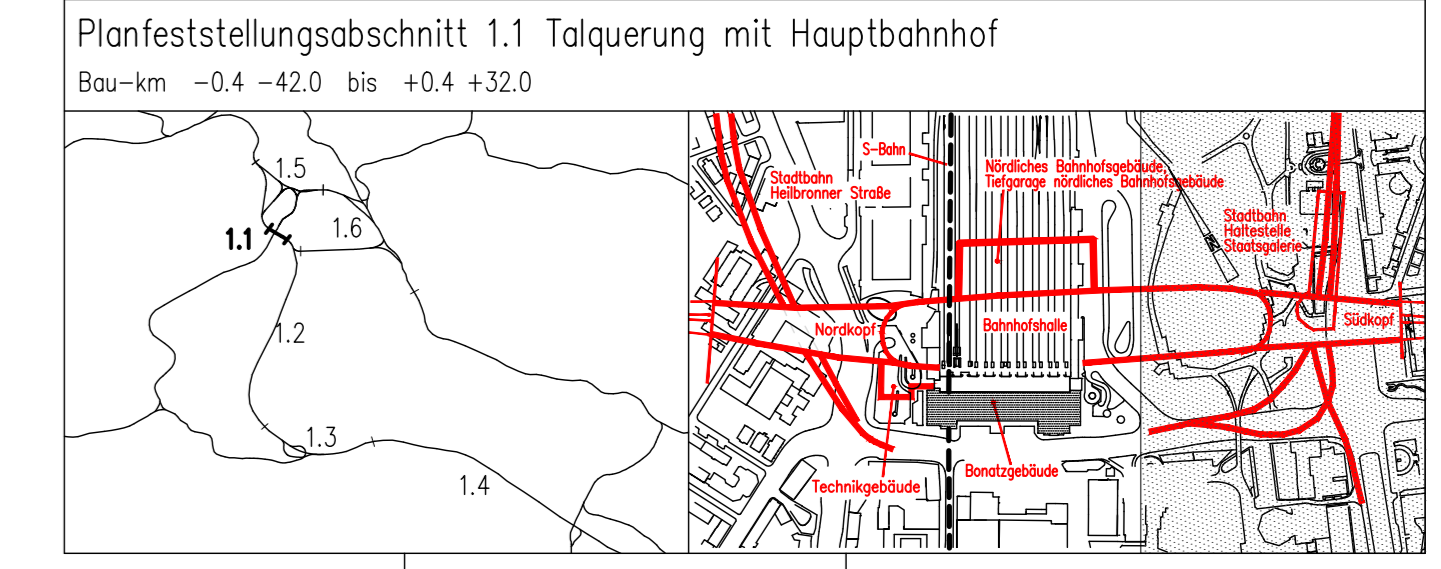 Planfeststellungsabschnitt 1.1 Talquerung mit Hauptbahnhof
Bau-km -0.4 -42.0 bis +0.4 +32.0
1.5
1.6
1.1
1.2
1.3
1.4
S-Bahn
Nördliches Bahnhofsgebäude,
Tiefgarage nördliches Bahnhofsgebäude
Stadtbahn
Heilbronner Straße
Stadtbahn
Haltestelle
Staatsgalerie
Nordkopf
Bahnhofshalle
Südkopf
Technikgebäude
Bonatzgebäude